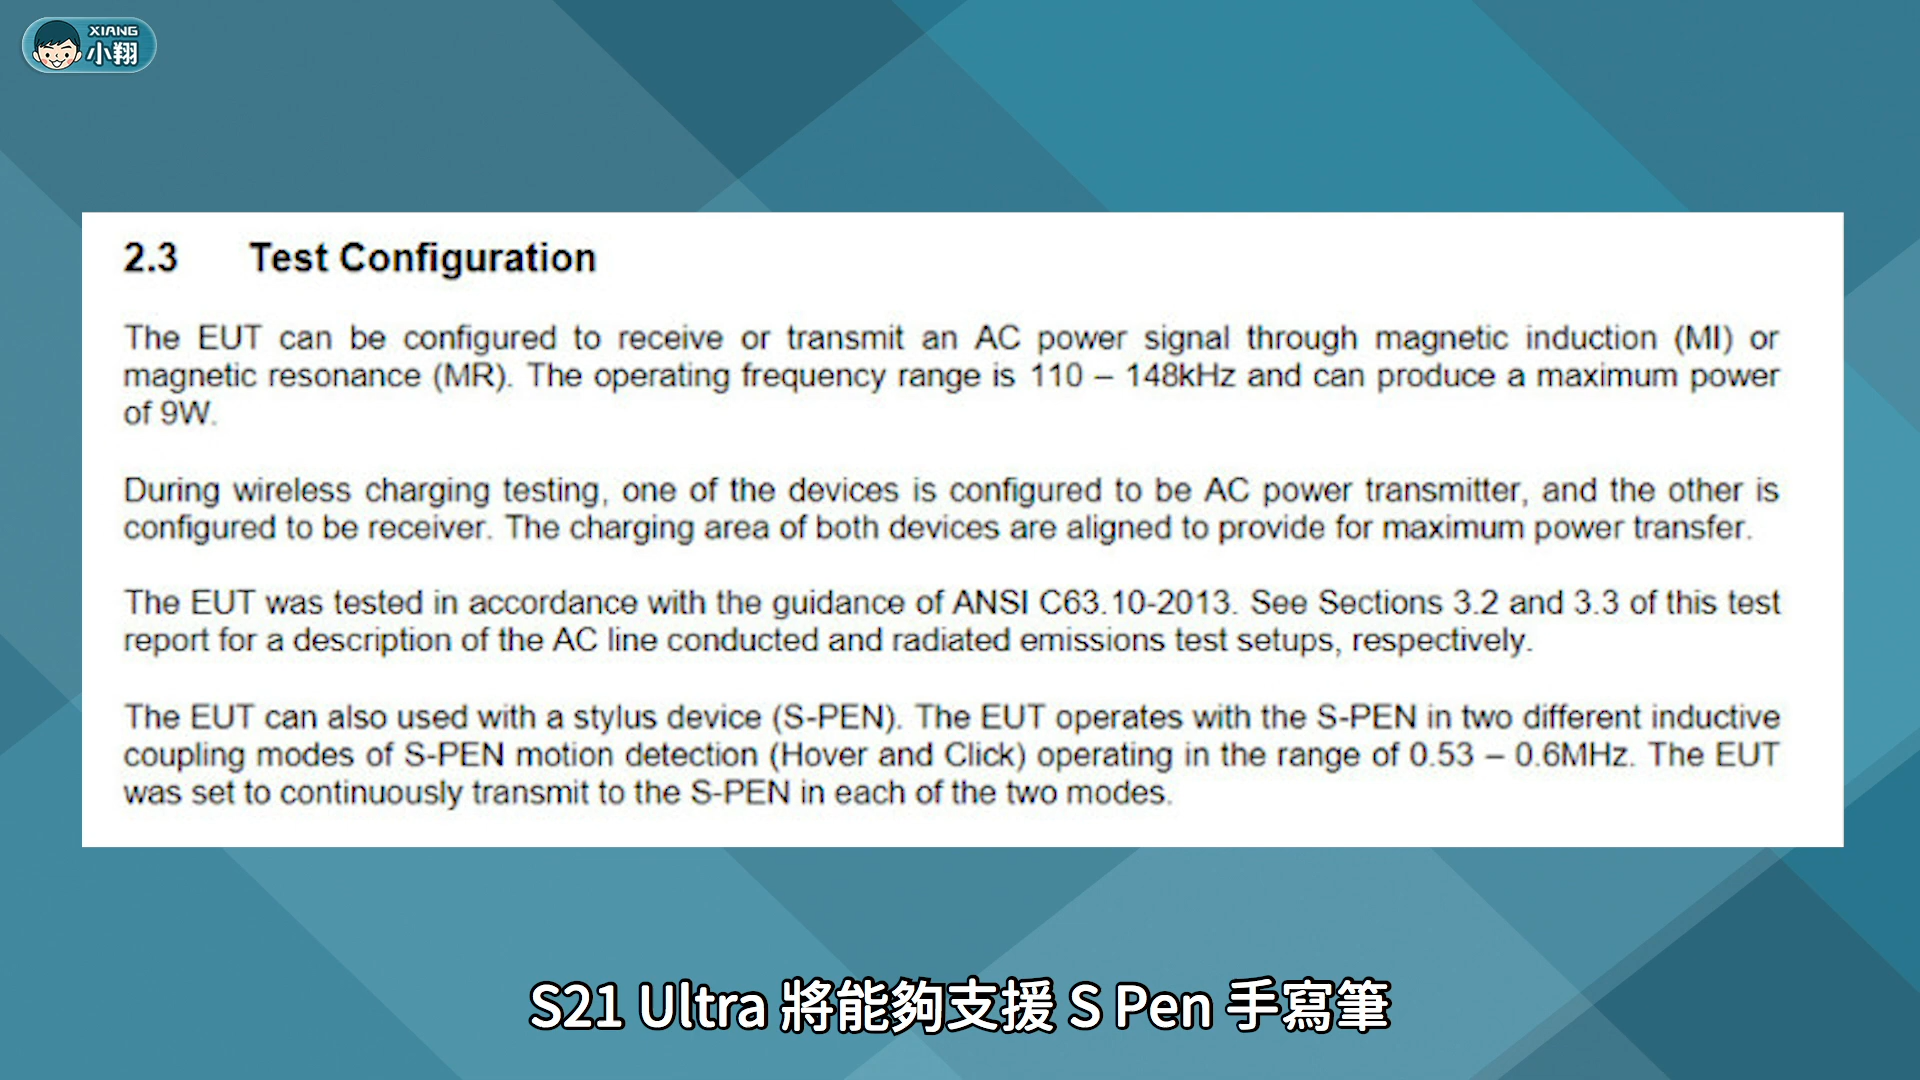 XIANG
小翔
2.3 Test Configuration
The EUT can be configured to receive or transmit an AC power signal through magnetic induction (MI) or
magnetic resonance (MR). The operating frequency range is 110 – 148kHz and can produce a maximum power
of 9W.
During wireless charging testing, one of the devices is configured to be AC power transmitter, and the other is
configured to be receiver. The charging area of both devices are aligned to provide for maximum power transfer.
The EUT was tested in accordance with the guidance of ANSI C63.10-2013. See Sections 3.2 and 3.3 of this test
report for a description of the AC line conducted and radiated emissions test setups, respectively.
The EUT can also used with a stylus device (S-PEN). The EUT operates with the S-PEN in two different inductive
coupling modes of S-PEN motion detection (Hover and Click) operating in the range of 0.53 – 0.6MHz. The EUT
was set to continuously transmit to the S-PEN in each of the two modes.
S21 Ultra 將能夠支援 S Pen 手寫筆